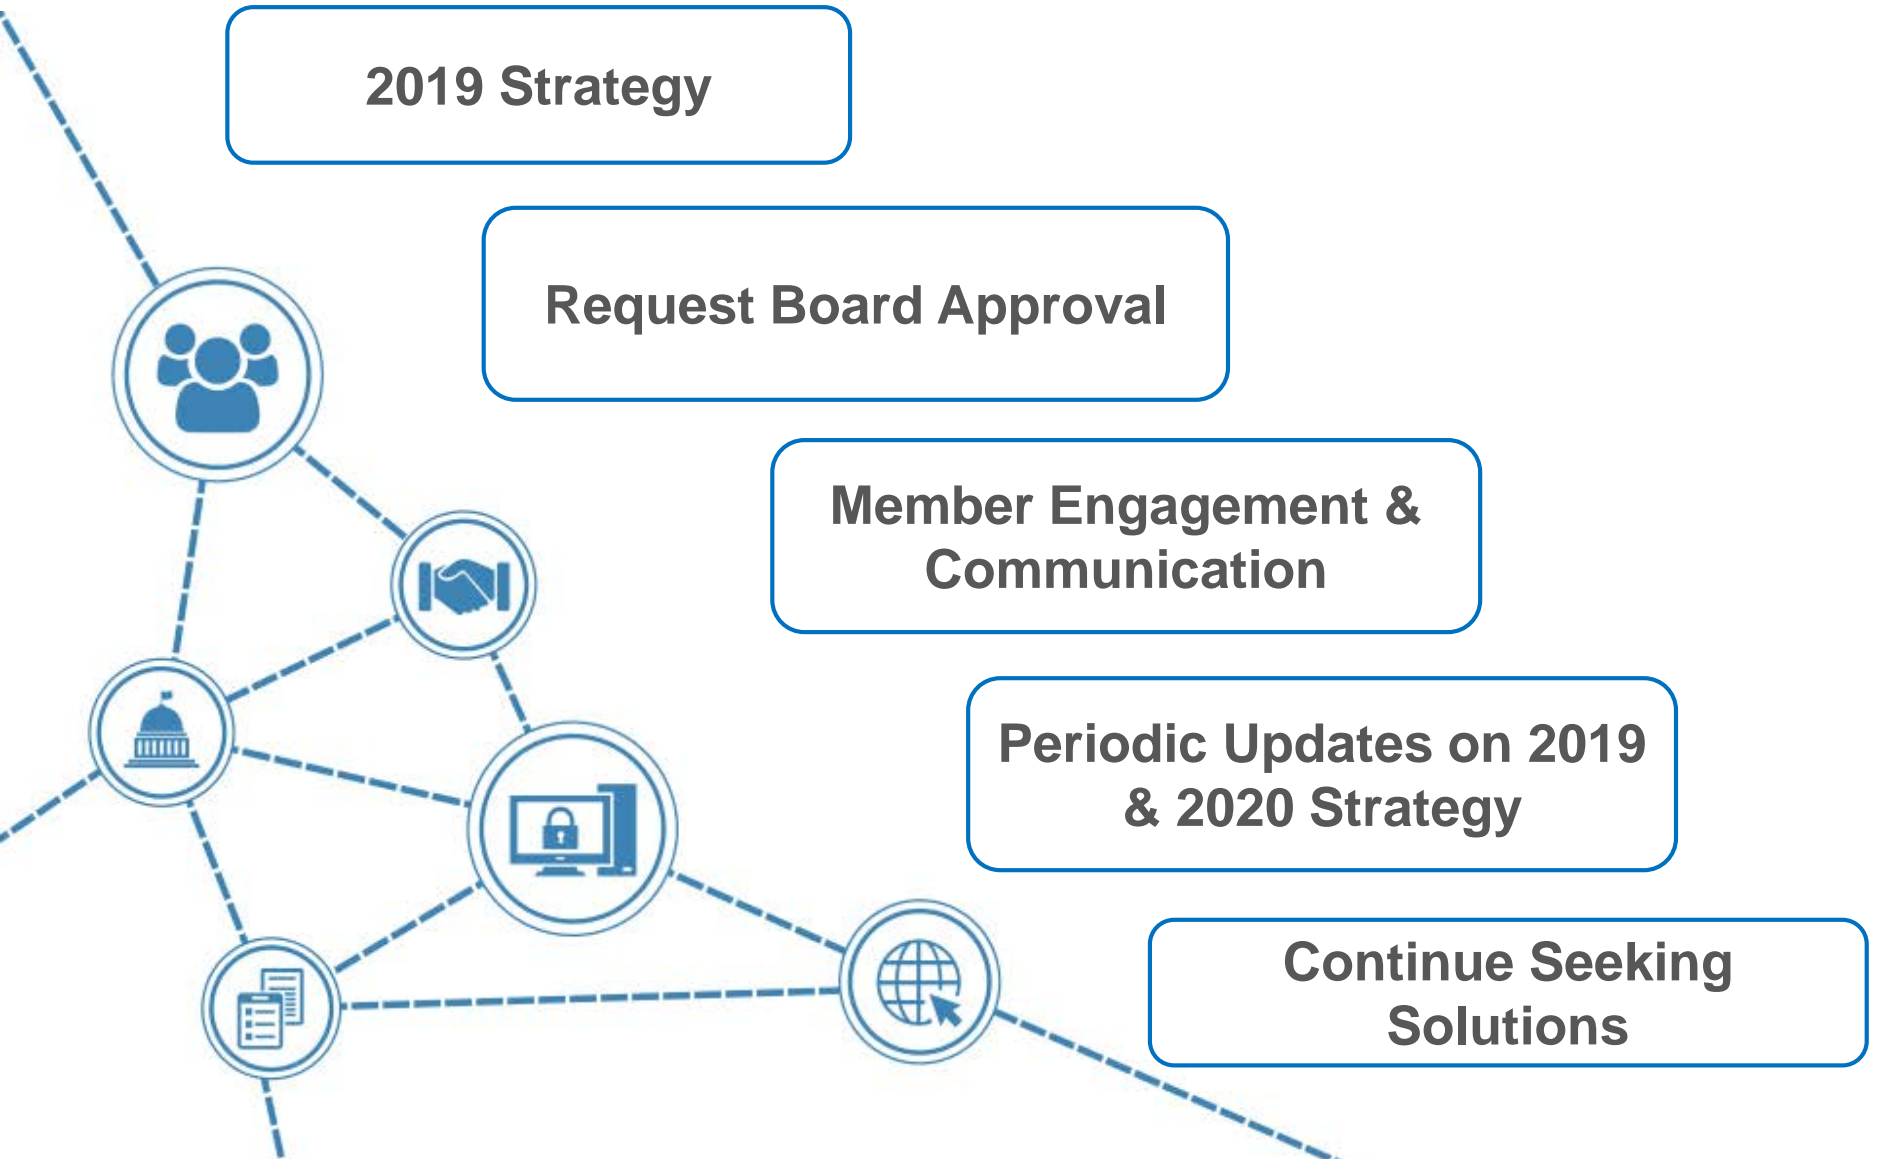 2019 Strategy
Request Board Approval
Member Engagement &
Communication
Periodic Updates on 2019
& 2020 Strategy
Continue Seeking
Solutions